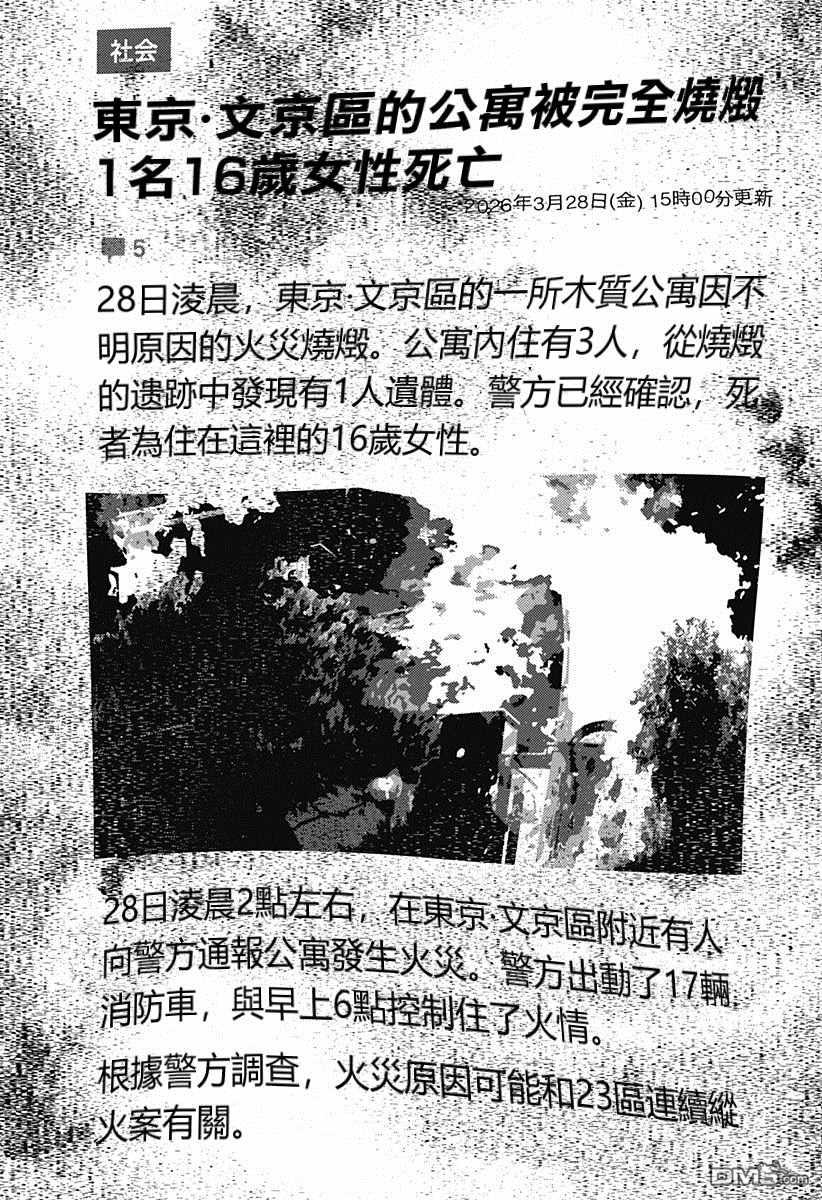 社会
東京·文京區的公寓被完全燒燬
1名16歲女性死亡
2026年3月28日(金) 15時00分更新
5
28日淩晨，東京·文京區的一所木質公寓因不
明原因的火災燒燬。公寓內住有3人，從燒燬
的遗跡中發現有1人遺體。警方已經確認，死
者為住在這裡的16歲女性。
28日淩晨2點左右，在東京·文京區附近有人
向警方通報公寓發生火災。警方出動了17輛
消防車，與早上6點控制住了火情。
根據警方調查，火災原因可能和23區連續縱
火案有關。
DM5.com